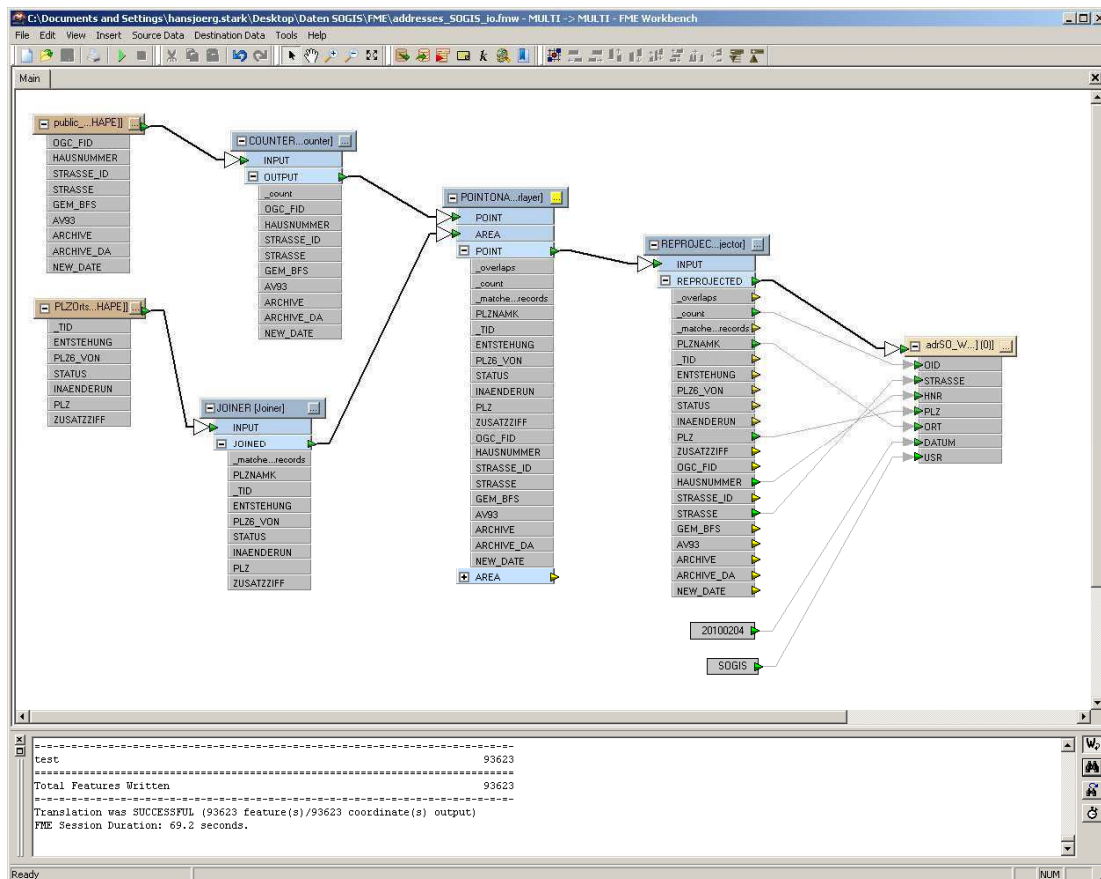 C:\Documents and Settings\hansjoerg.stark\Desktop\Daten SOGIS\FME\addresses_SOGIS_io.fmw - MULTI -> MULTI - FME Workbench
File Edit View Insert Source Data Destination Data Tools Help
Main
public_...HAPE]] ...
OGC_FID
HAUSNUMMER
STRASSE_ID
STRASSE
GEM_BFS
AV93
ARCHIVE
ARCHIVE_DA
NEW_DATE
PLZOrts...HAPE]] ...
_TID
ENTSTEHUNG
PLZ6_VON
STATUS
INAENDERUN
PLZ
ZUSATZZIFF
COUNTER...ounter] ...
INPUT
OUTPUT
_count
OGC_FID
HAUSNUMMER
STRASSE_ID
STRASSE
GEM_BFS
AV93
ARCHIVE
ARCHIVE_DA
NEW_DATE
JOINER [Joiner] ...
INPUT
JOINED
_matche...records
PLZNAMK
_TID
ENTSTEHUNG
PLZ6_VON
STATUS
INAENDERUN
PLZ
ZUSATZZIFF
POINTONA...rlayer] ...
POINT
AREA
POINT
_overlaps
_count
_matche...records
PLZNAMK
_TID
ENTSTEHUNG
PLZ6_VON
STATUS
INAENDERUN
PLZ
ZUSATZZIFF
OGC_FID
HAUSNUMMER
STRASSE_ID
STRASSE
GEM_BFS
AV93
ARCHIVE
ARCHIVE_DA
NEW_DATE
AREA
REPROJEC...jector] ...
INPUT
REPROJECTED
_overlaps
_count
_matche...records
PLZNAMK
_TID
ENTSTEHUNG
PLZ6_VON
STATUS
INAENDERUN
PLZ
ZUSATZZIFF
OGC_FID
HAUSNUMMER
STRASSE_ID
STRASSE
GEM_BFS
AV93
ARCHIVE
ARCHIVE_DA
NEW_DATE
20100204
SOGIS
adrSO_W...] (0)] ...
OID
STRASSE
HNR
PLZ
ORT
DATUM
USR
=-=-=-=-=-=-=-=-=-=-=-=-=-=-=-=-=-=-=-=-=-=-=-=-=-=-=-=-=-=-=-=-=-=-=-=-=-=-
test 93623
==============================================================================
Total Features Written 93623
=-=-=-=-=-=-=-=-=-=-=-=-=-=-=-=-=-=-=-=-=-=-=-=-=-=-=-=-=-=-=-=-=-=-=-=-=-=-
Translation was SUCCESSFUL (93623 feature(s)/93623 coordinate(s) output)
FME Session Duration: 69.2 seconds.
Ready NUM